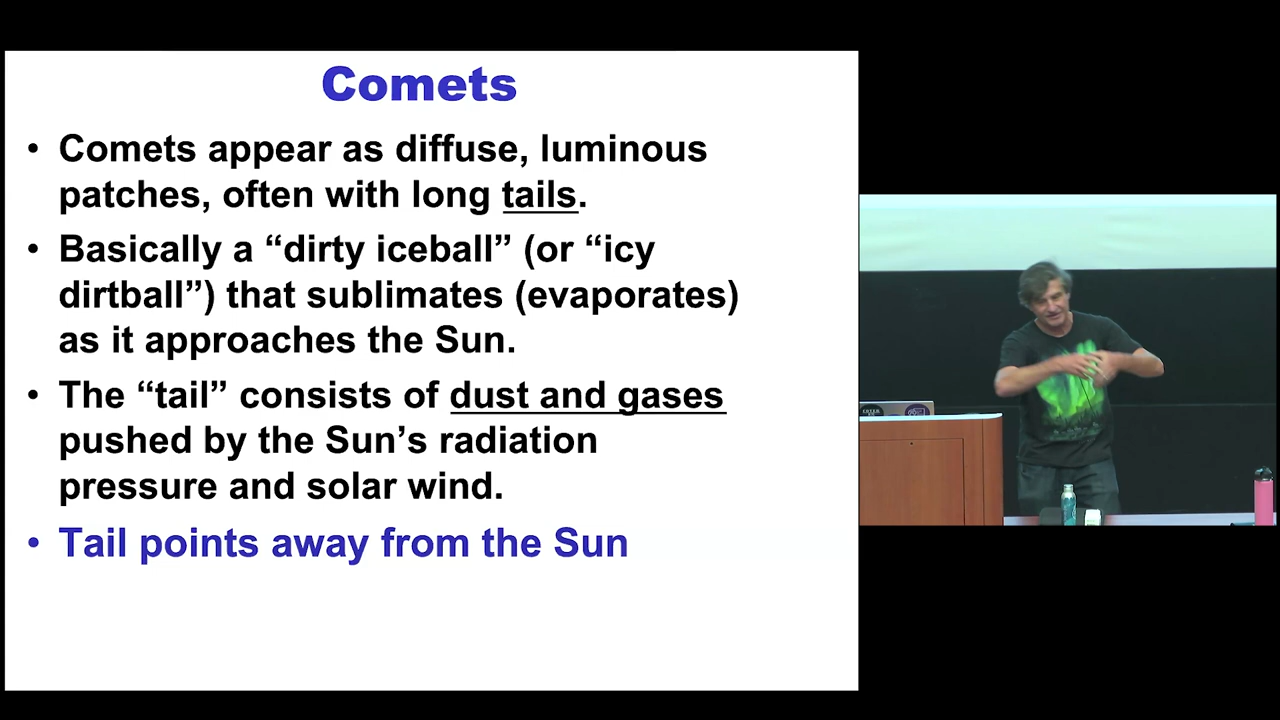 Comets
• Comets appear as diffuse, luminous
patches, often with long tails.
• Basically a “dirty iceball” (or “icy
dirtball”) that sublimates (evaporates)
as it approaches the Sun.
• The “tail” consists of dust and gases
pushed by the Sun’s radiation
pressure and solar wind.
• Tail points away from the Sun